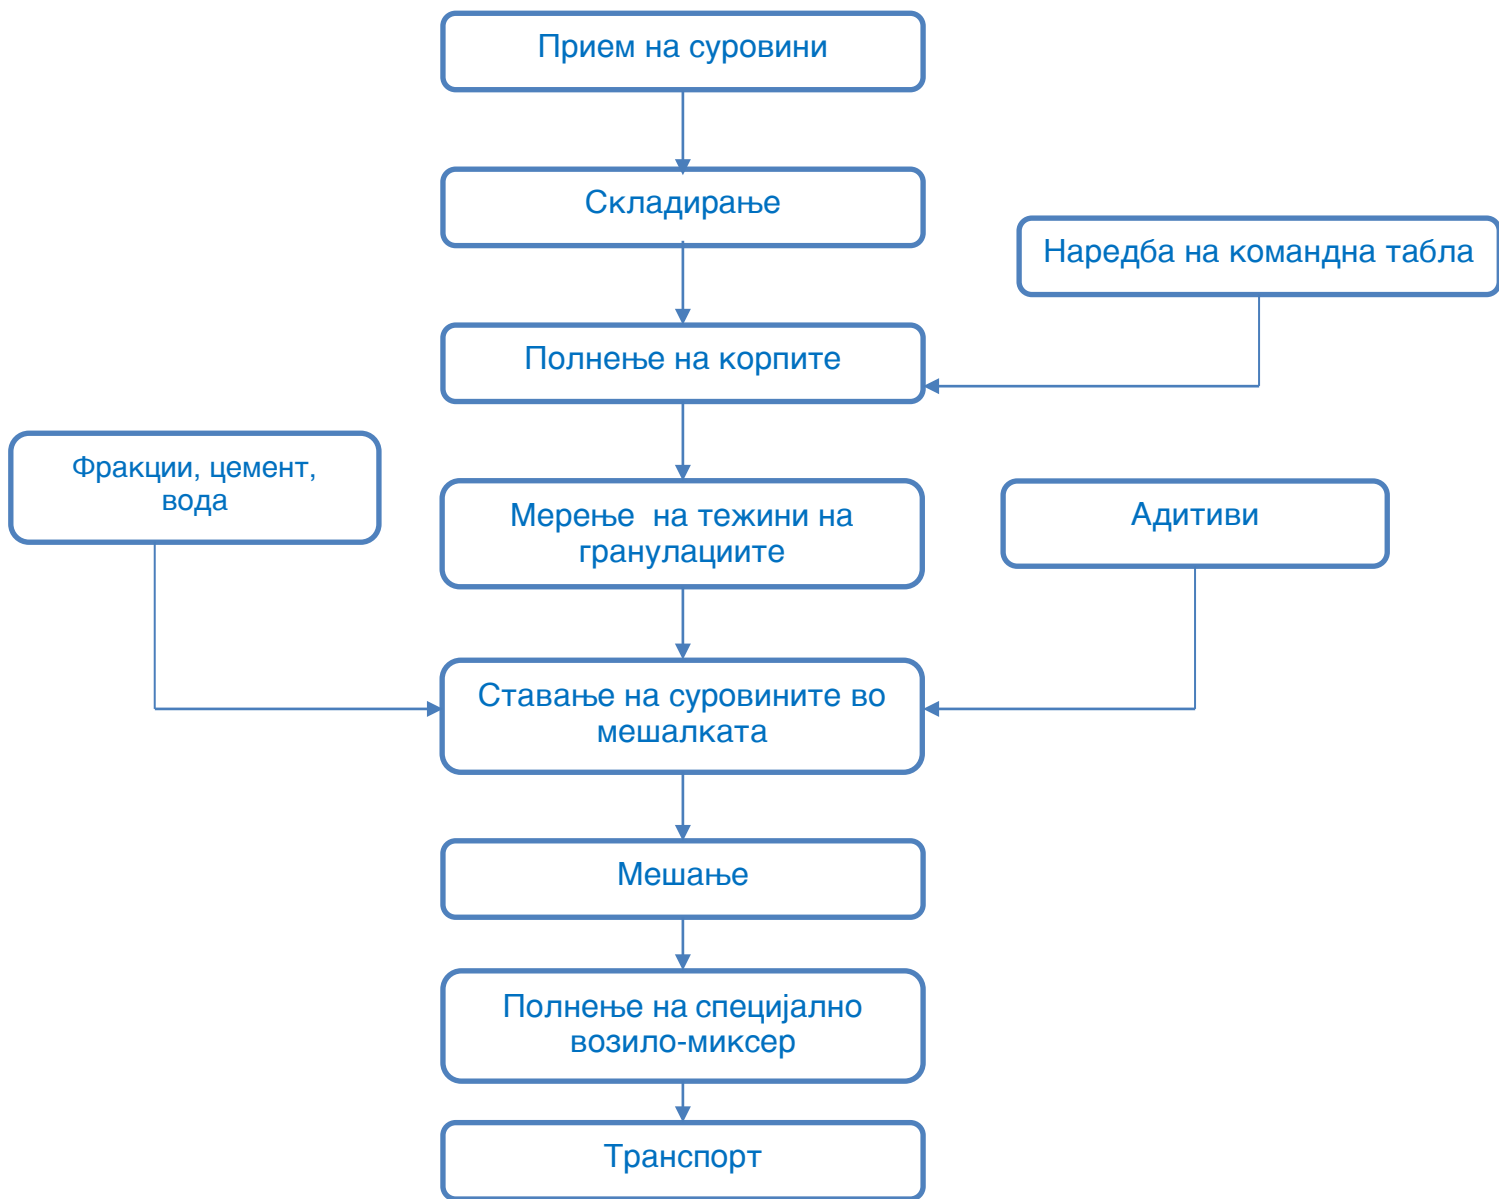 Прием на суровини
Складирање
Наредба на командна табла
Полнење на корпите
Фракции, цемент,
вода
Мерење  на тежини на
гранулациите
Адитиви
Ставање на суровините во
мешалката
Мешање
Полнење на специјално
возило-миксер
Транспорт